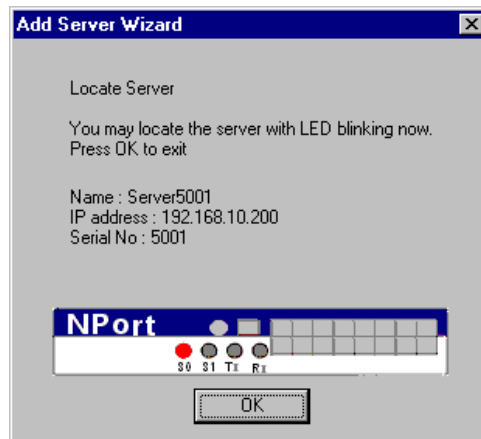 Add Server Wizard
Locate Server
You may locate the server with LED blinking now.
Press OK to exit
Name : Server5001
IP address : 192.168.10.200
Serial No : 5001
NPort
S0 S1 Tx Rx
OK